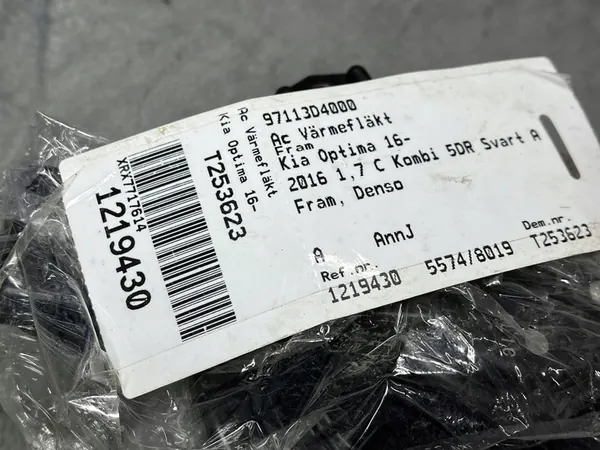 XRX7717614
1219430
Ac Värmefläkt
Kia Optima 16-
T253623
97113D4000
Ac Värmefläkt
Fram
Kia Optima 16-
2016 1,7 C Kombi 5DR Svart A
Fram, Denso
A AnnJ
Ref.nr. Dem.nr.
1219430 5574/8019 T253623